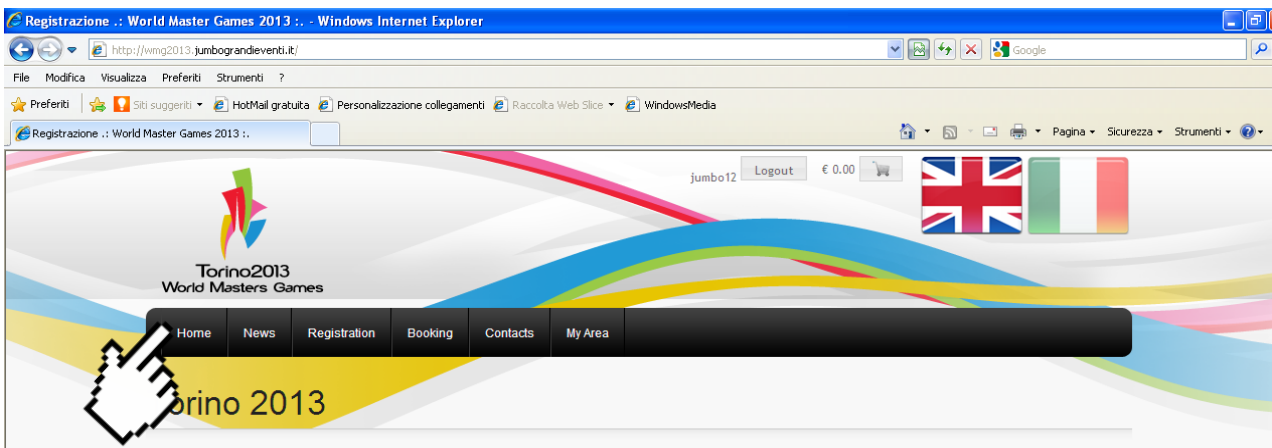 Registrazione .: World Master Games 2013 :. - Windows Internet Explorer
http://wmg2013.jumbograndieventi.it/
Google
File Modifica Visualizza Preferiti Strumenti ?
Preferiti Siti suggeriti HotMail gratuita Personalizzazione collegamenti Raccolta Web Slice WindowsMedia
Registrazione .: World Master Games 2013 :.
Pagina Sicurezza Strumenti
jumbo12 Logout € 0.00
Torino2013
World Masters Games
Home News Registration Booking Contacts My Area
orino 2013